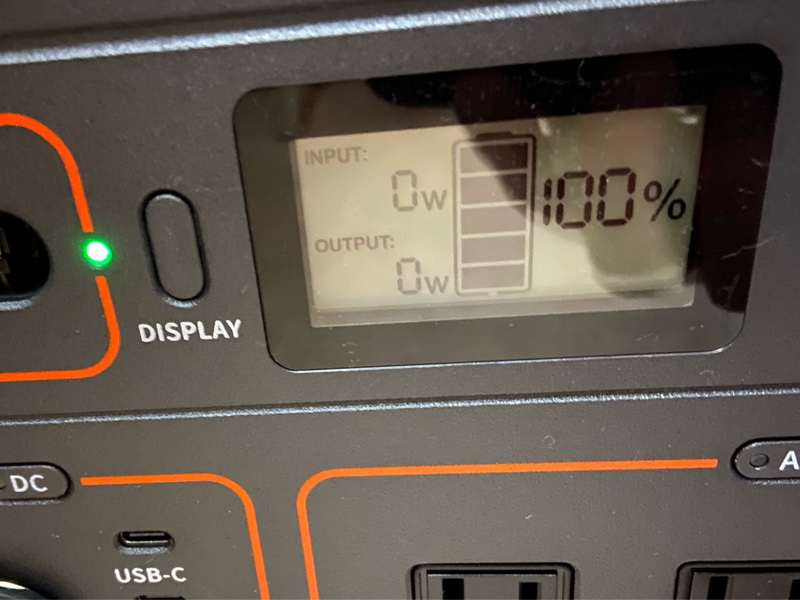 INPUT:
0w
100%
OUTPUT:
0w
DISPLAY
DC
A
USB-C